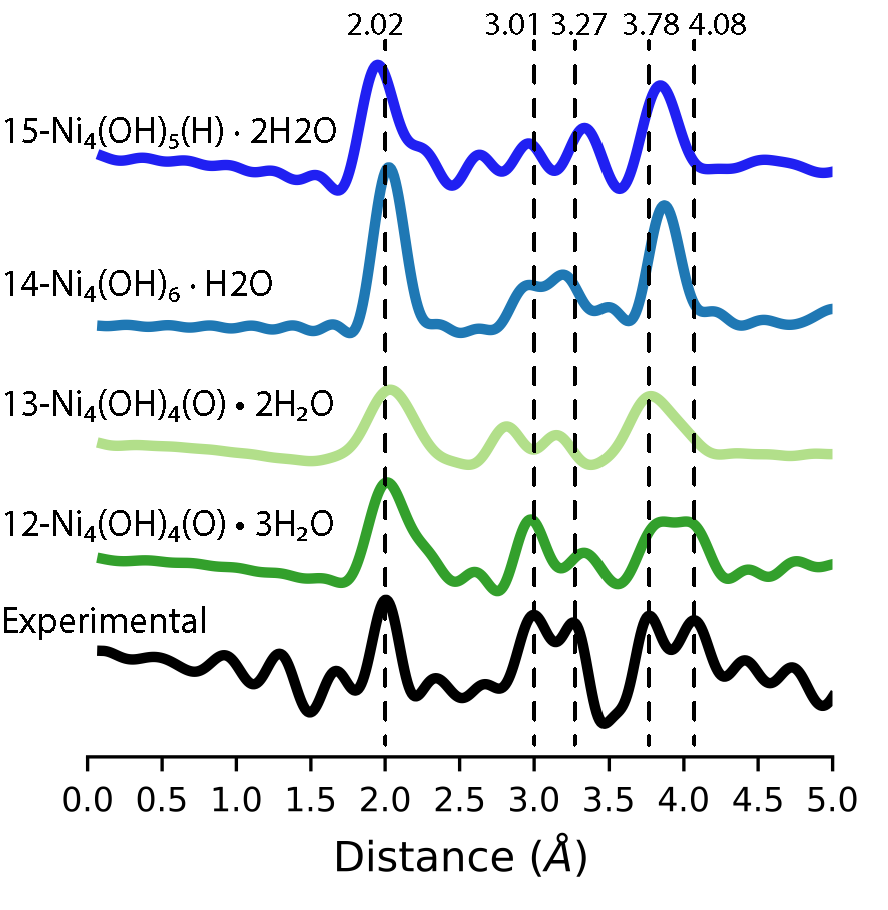 2.02 3.01 3.27 3.78 4.08
15-Ni₄(OH)₅(H) · 2H2O
14-Ni₄(OH)₆ · H2O
13-Ni₄(OH)₄(O) • 2H₂O
12-Ni₄(OH)₄(O) • 3H₂O
Experimental
0.0 0.5 1.0 1.5 2.0 2.5 3.0 3.5 4.0 4.5 5.0
Distance (Å)